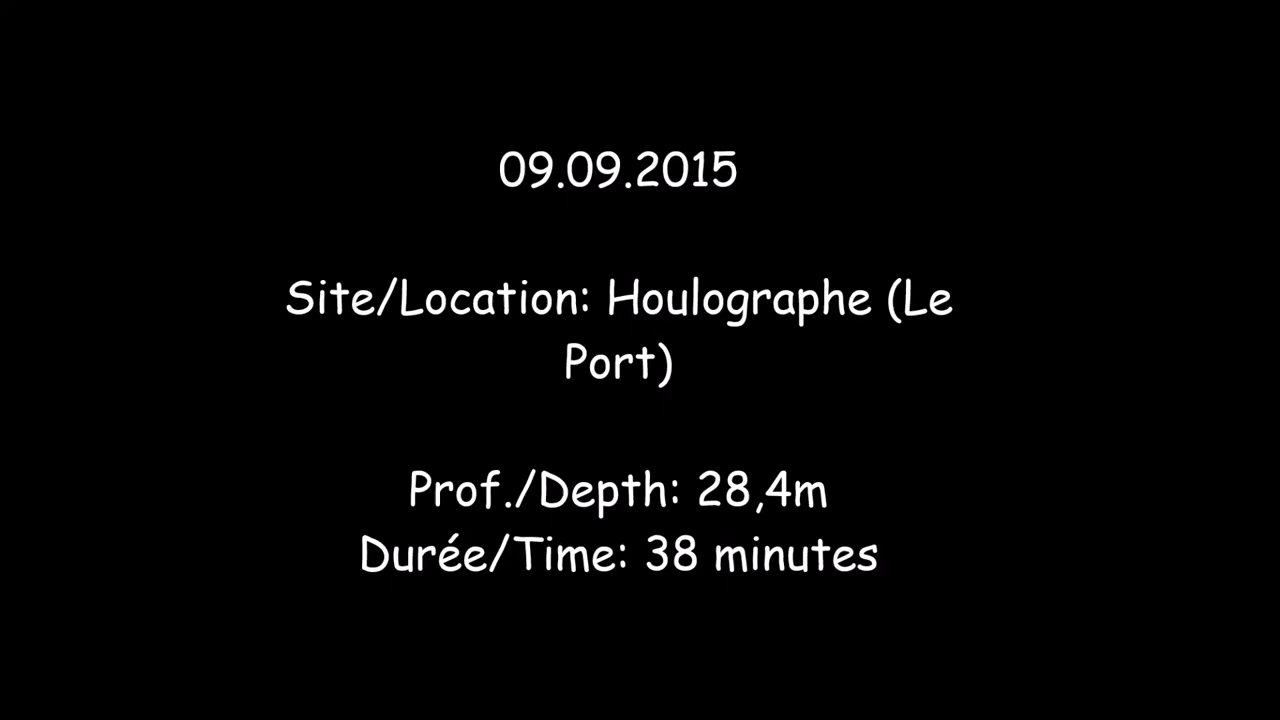 09.09.2015
Site/Location: Houlographe (Le
Port)
Prof./Depth: 28,4m
Durée/Time: 38 minutes